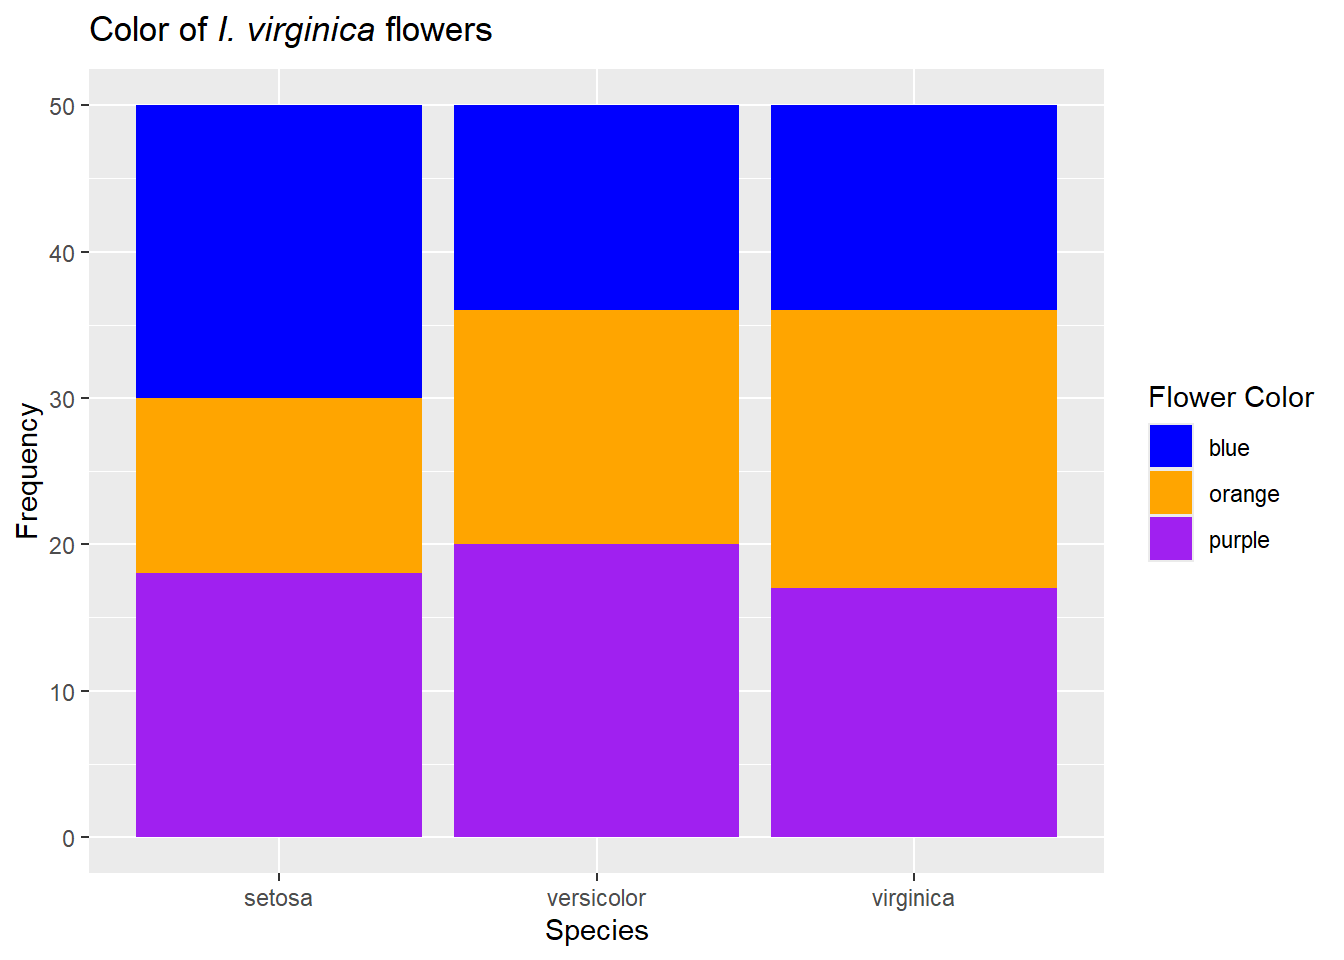 Color of I. virginica flowers
50
40
30
20
10
0
Frequency
setosa versicolor virginica
Species
Flower Color
blue
orange
purple